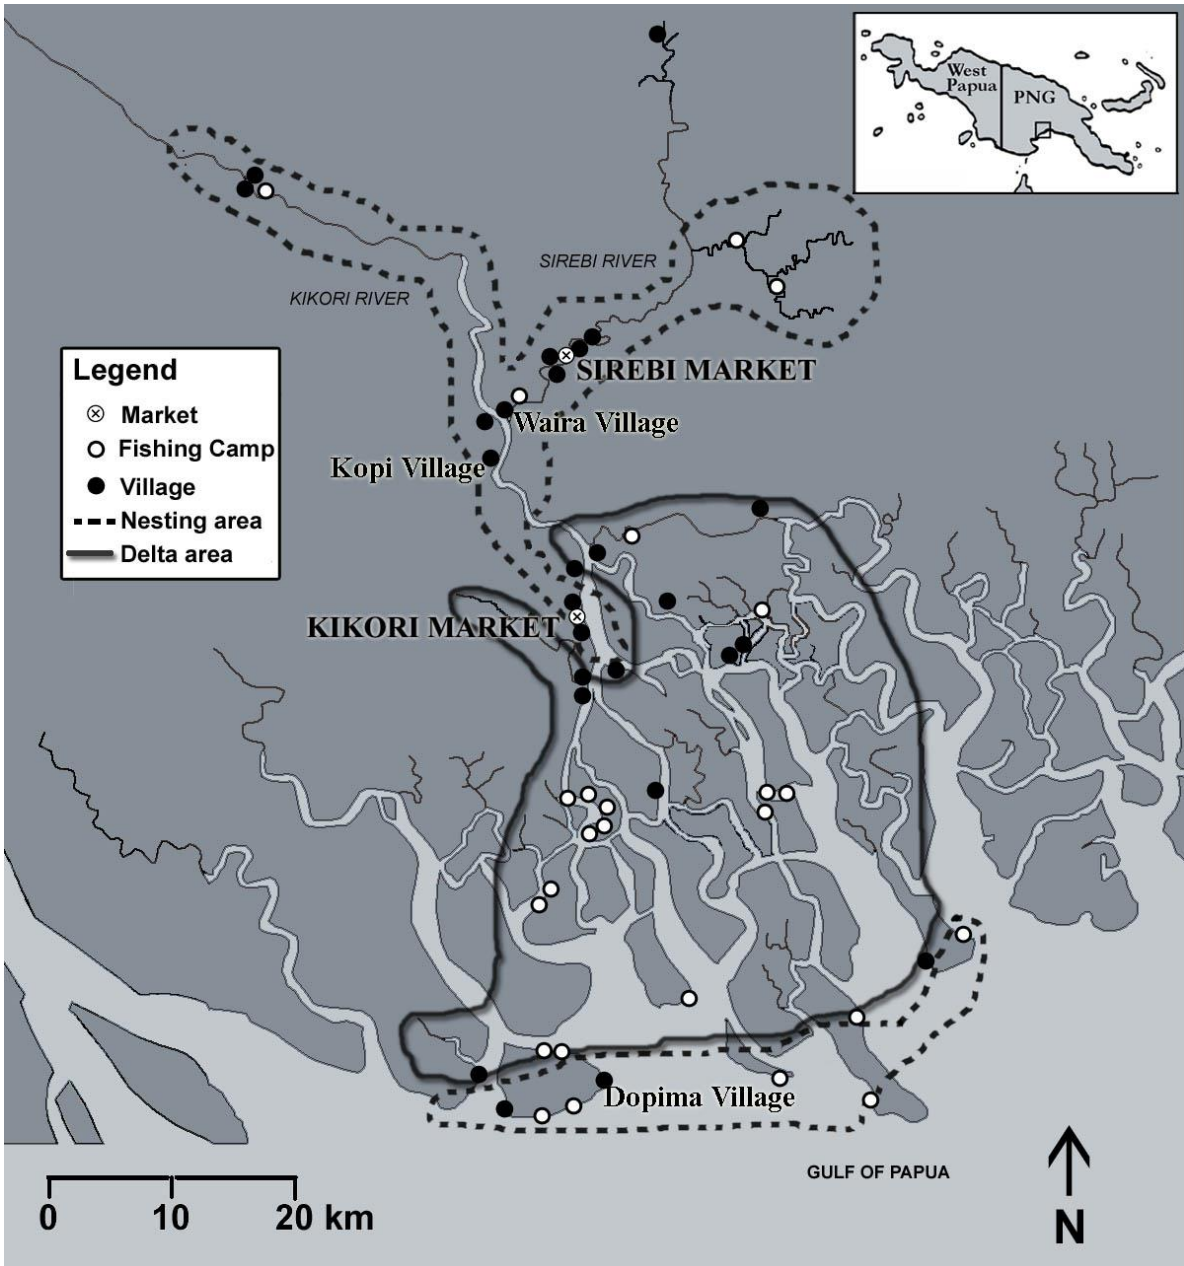 West
Papua
PNG
SIREBI RIVER
KIKORI RIVER
SIREBI MARKET
Waira Village
Kopi Village
Legend
Market
Fishing Camp
Village
Nesting area
Delta area
KIKORI MARKET
Dopima Village
GULF OF PAPUA
0 10 20 km
N